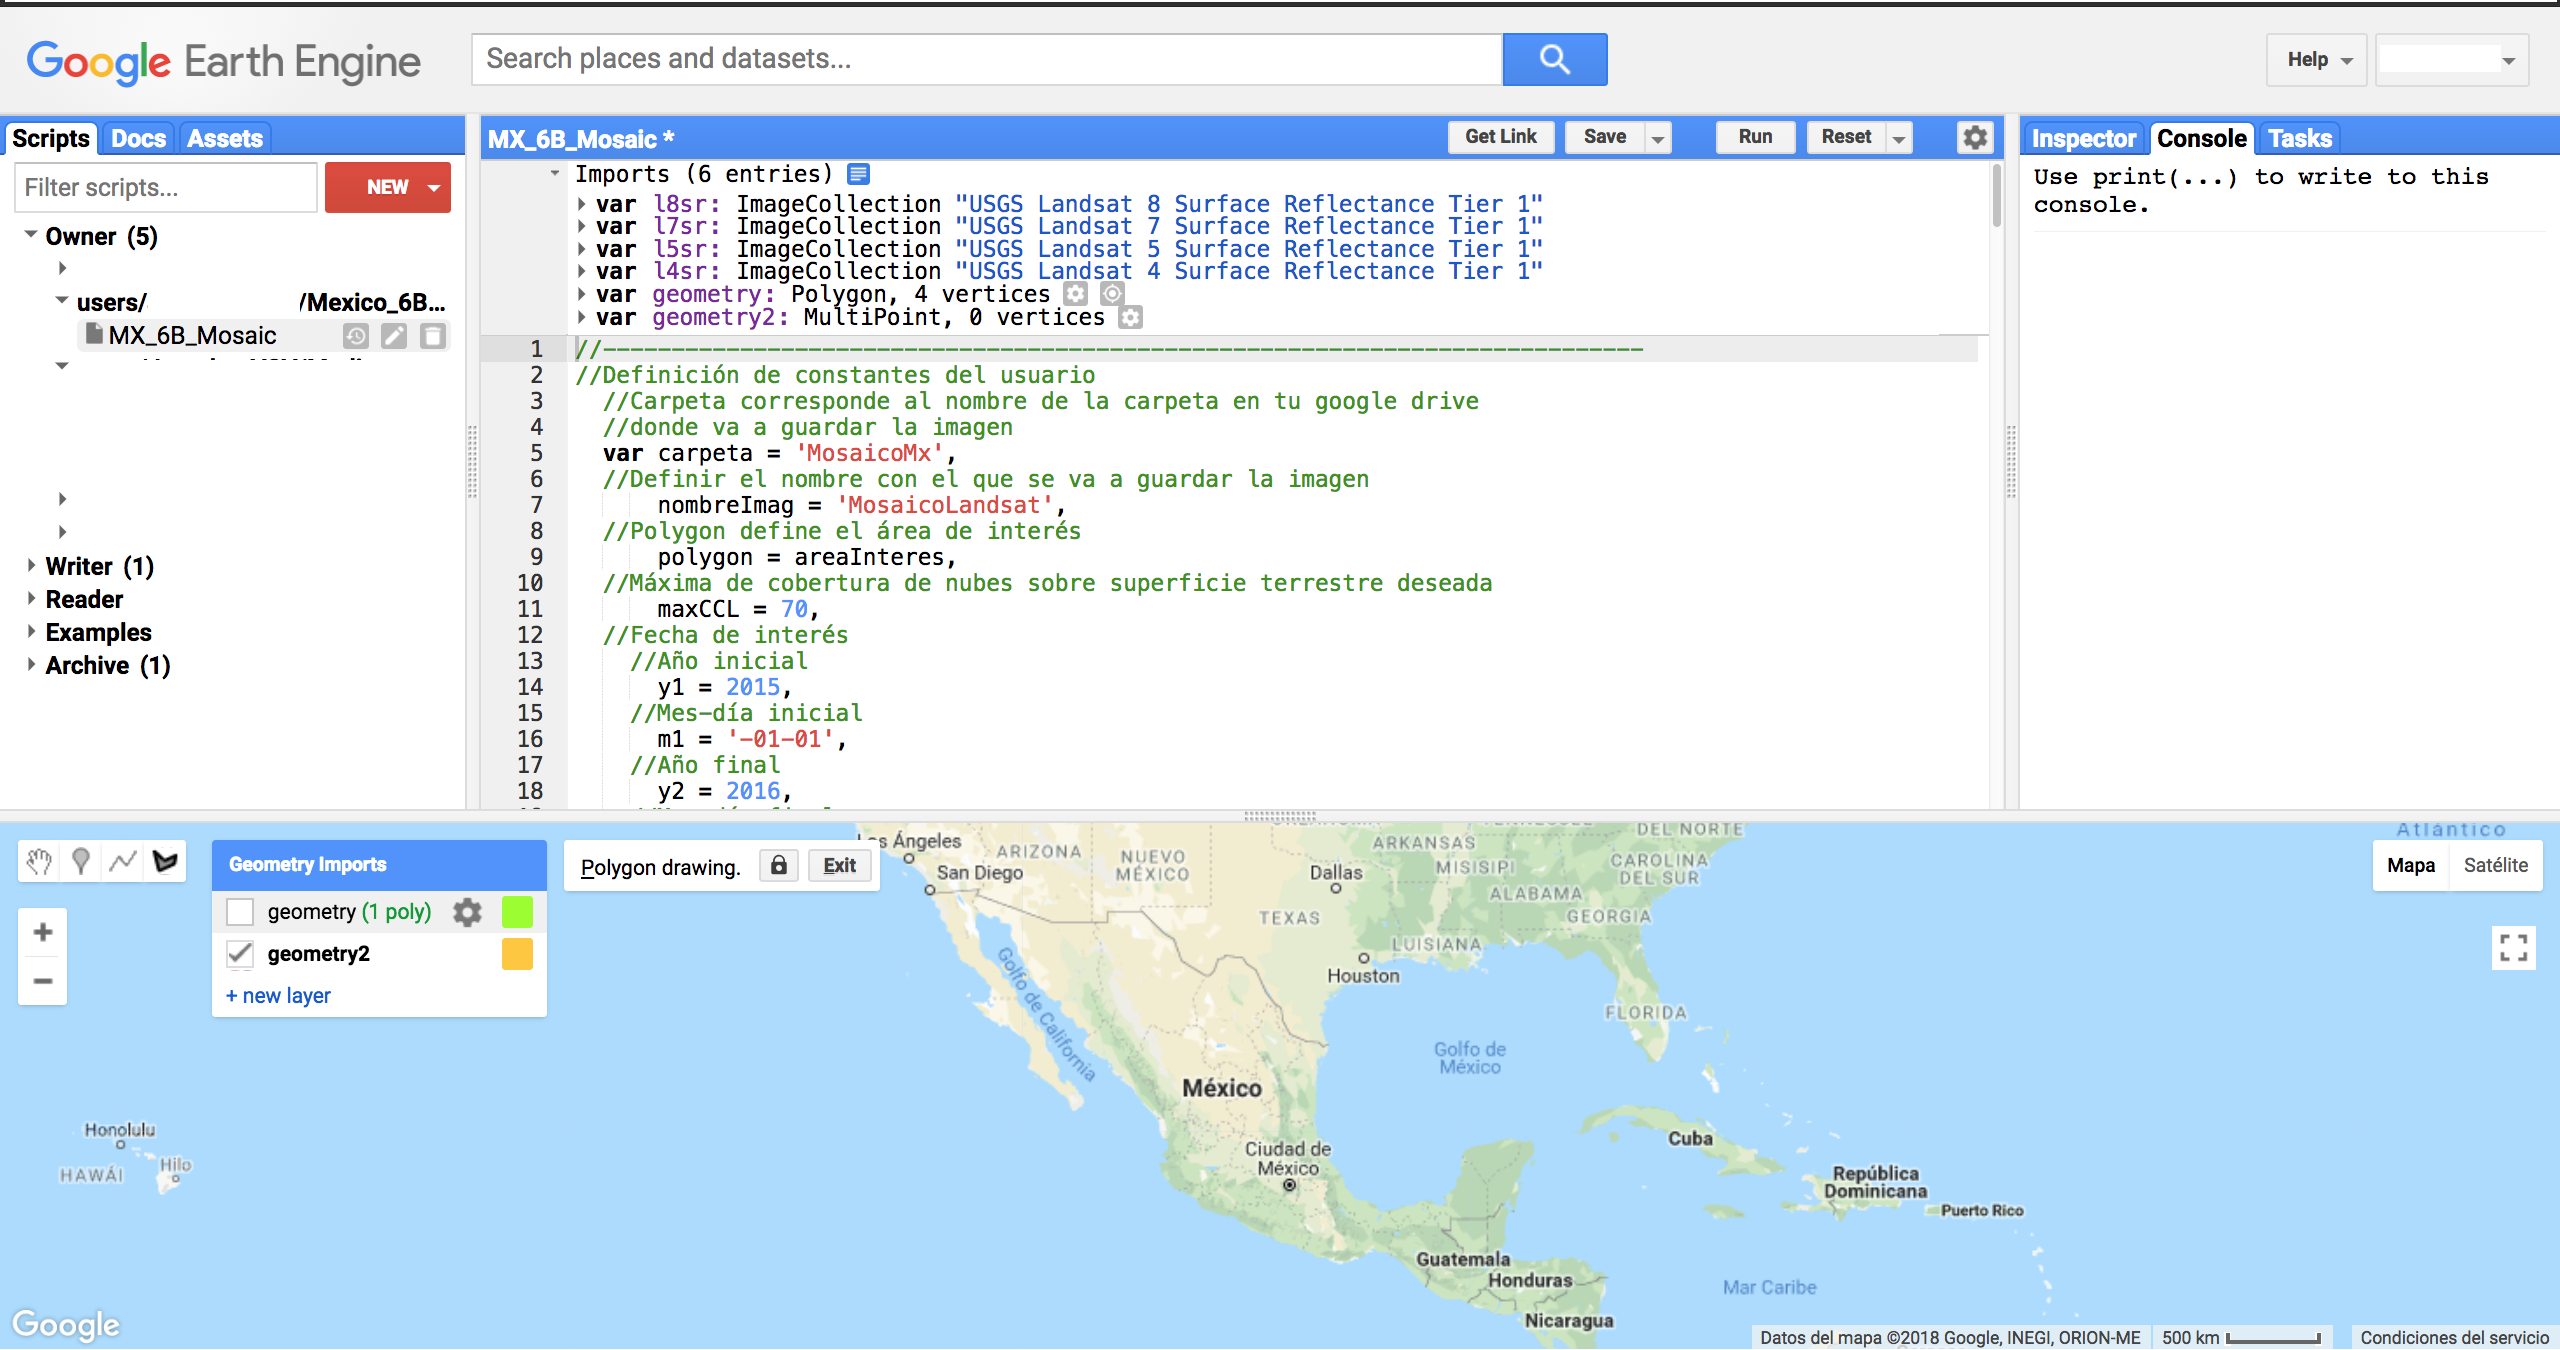 Google Earth Engine
Search places and datasets...
Help
Scripts Docs Assets
Filter scripts...
NEW
Owner (5)
users/ /Mexico_6B...
MX_6B_Mosaic
Writer (1)
Reader
Examples
Archive (1)
MX_6B_Mosaic *
Get Link Save Run Reset
Imports (6 entries)
var l8sr: ImageCollection "USGS Landsat 8 Surface Reflectance Tier 1"
var l7sr: ImageCollection "USGS Landsat 7 Surface Reflectance Tier 1"
var l5sr: ImageCollection "USGS Landsat 5 Surface Reflectance Tier 1"
var l4sr: ImageCollection "USGS Landsat 4 Surface Reflectance Tier 1"
var geometry: Polygon, 4 vertices
var geometry2: MultiPoint, 0 vertices
1 //----------------------------------------------------------------------------
2 //Definición de constantes del usuario
3 //Carpeta corresponde al nombre de la carpeta en tu google drive
4 //donde va a guardar la imagen
5 var carpeta = 'MosaicoMx',
6 //Definir el nombre con el que se va a guardar la imagen
7 nombreImag = 'MosaicoLandsat',
8 //Polygon define el área de interés
9 polygon = areaInteres,
10 //Máxima de cobertura de nubes sobre superficie terrestre deseada
11 maxCCL = 70,
12 //Fecha de interés
13 //Año inicial
14 y1 = 2015,
15 //Mes-día inicial
16 m1 = '-01-01',
17 //Año final
18 y2 = 2016,
Inspector Console Tasks
Use print(...) to write to this
console.
Geometry Imports
geometry (1 poly)
geometry2
+ new layer
Polygon drawing.
Exit
Mapa Satélite
Atlántico
Los Ángeles
San Diego
ARIZONA
NUEVO
MÉXICO
Dallas
TEXAS
ARKANSAS
MISISIPI
ALABAMA
GEORGIA
DEL NORTE
CAROLINA
DEL SUR
LUISIANA
Houston
FLORIDA
Golfo de California
Golfo de
México
México
Ciudad de
México
Honolulu
HAWÁI
Hilo
Cuba
República
Dominicana
Puerto Rico
Guatemala
Honduras
Nicaragua
Mar Caribe
Google
Datos del mapa ©2018 Google, INEGI, ORION-ME
500 km
Condiciones del servicio